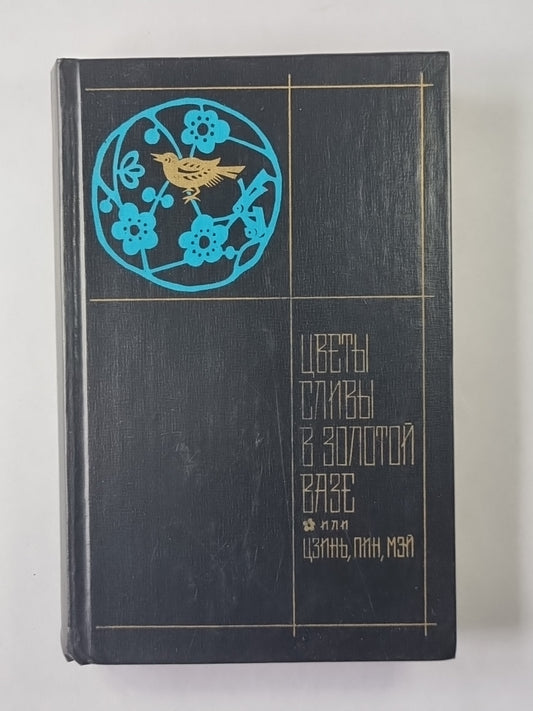 ЦВЕТЫ
СЛИВЫ
В ЗОЛОТОЙ
ВАЗЕ
ИЛИ
ЦЗИНЬ, ПИН, МЭЙ